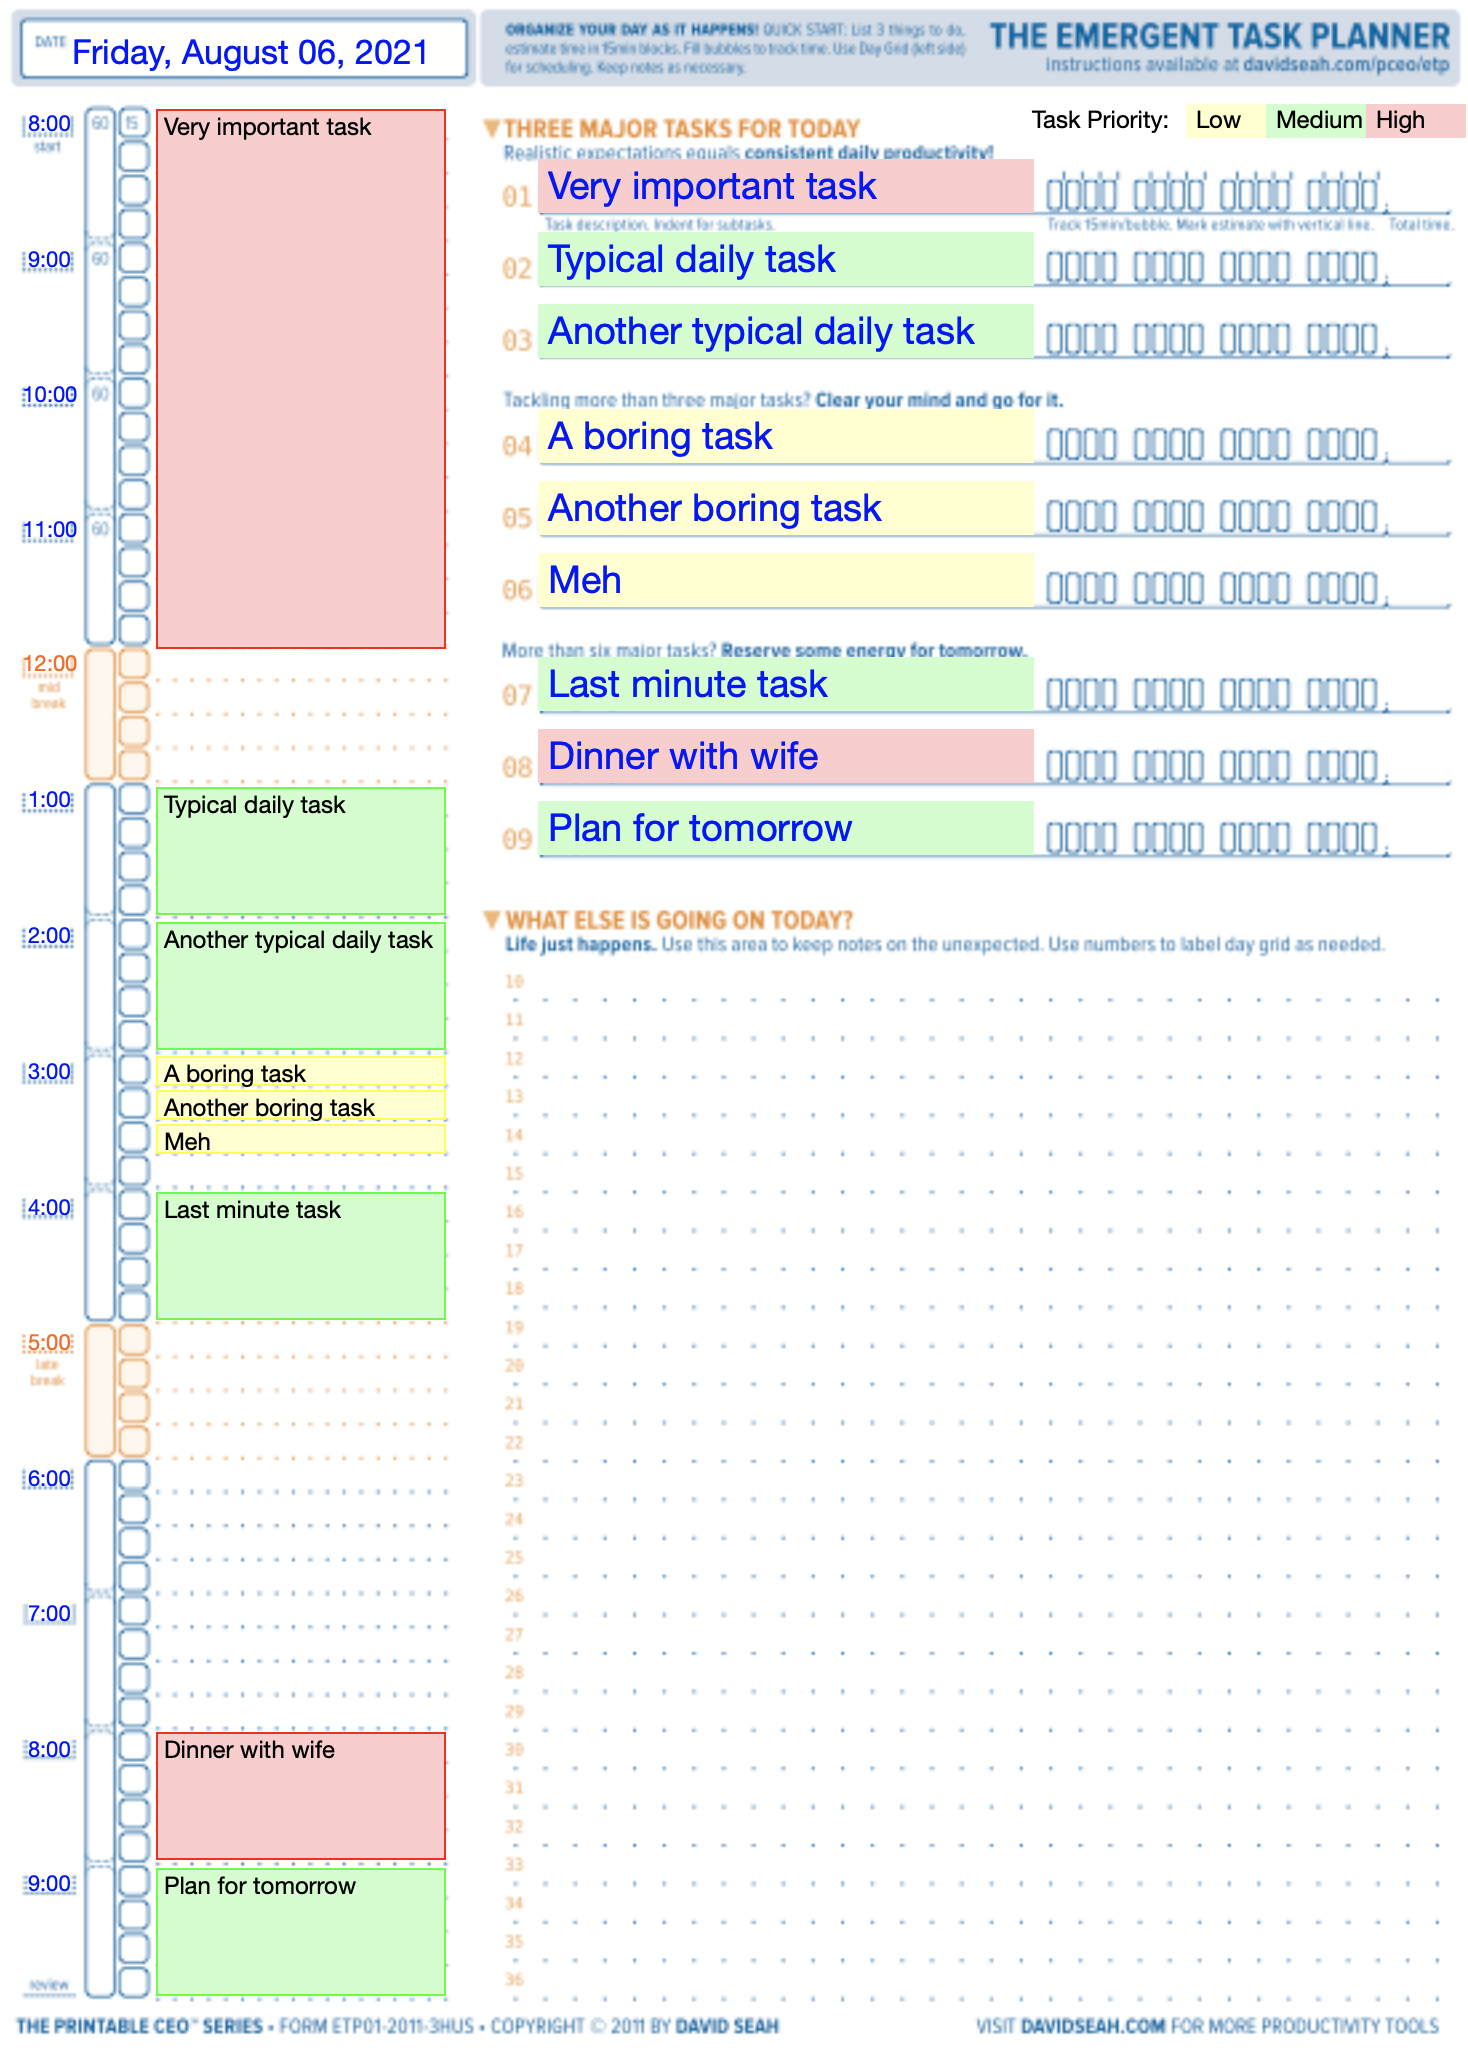 DATE Friday, August 06, 2021
ORGANIZE YOUR DAY AS IT HAPPENS! QUICK START: List 3 things to do,
estimate time in 15min blocks. Fill bubbles to track time. Use Day Grid (left side)
for scheduling. Keep notes as necessary.
THE EMERGENT TASK PLANNER
instructions available at davidseah.com/pceo/etp
8:00
start
60 15
Very important task
9:00
60
10:00
60
11:00
60
12:00
mid
break
1:00
Typical daily task
2:00
Another typical daily task
3:00
A boring task
Another boring task
Meh
4:00
Last minute task
5:00
late
break
6:00
7:00
8:00
Dinner with wife
9:00
Plan for tomorrow
review
Task Priority: Low Medium High
▼THREE MAJOR TASKS FOR TODAY
Realistic expectations equals consistent daily productivity!
01 Very important task
Task description. Indent for subtasks. Track 15min/bubble. Mark estimate with vertical line. Total time.
02 Typical daily task
03 Another typical daily task
Tackling more than three major tasks? Clear your mind and go for it.
04 A boring task
05 Another boring task
06 Meh
More than six major tasks? Reserve some energy for tomorrow.
07 Last minute task
08 Dinner with wife
09 Plan for tomorrow
▼WHAT ELSE IS GOING ON TODAY?
Life just happens. Use this area to keep notes on the unexpected. Use numbers to label day grid as needed.
10
11
12
13
14
15
16
17
18
19
20
21
22
23
24
25
26
27
28
29
30
31
32
33
34
35
36
THE PRINTABLE CEO™ SERIES • FORM ETP01-2011-3HUS • COPYRIGHT © 2011 BY DAVID SEAH
VISIT DAVIDSEAH.COM FOR MORE PRODUCTIVITY TOOLS